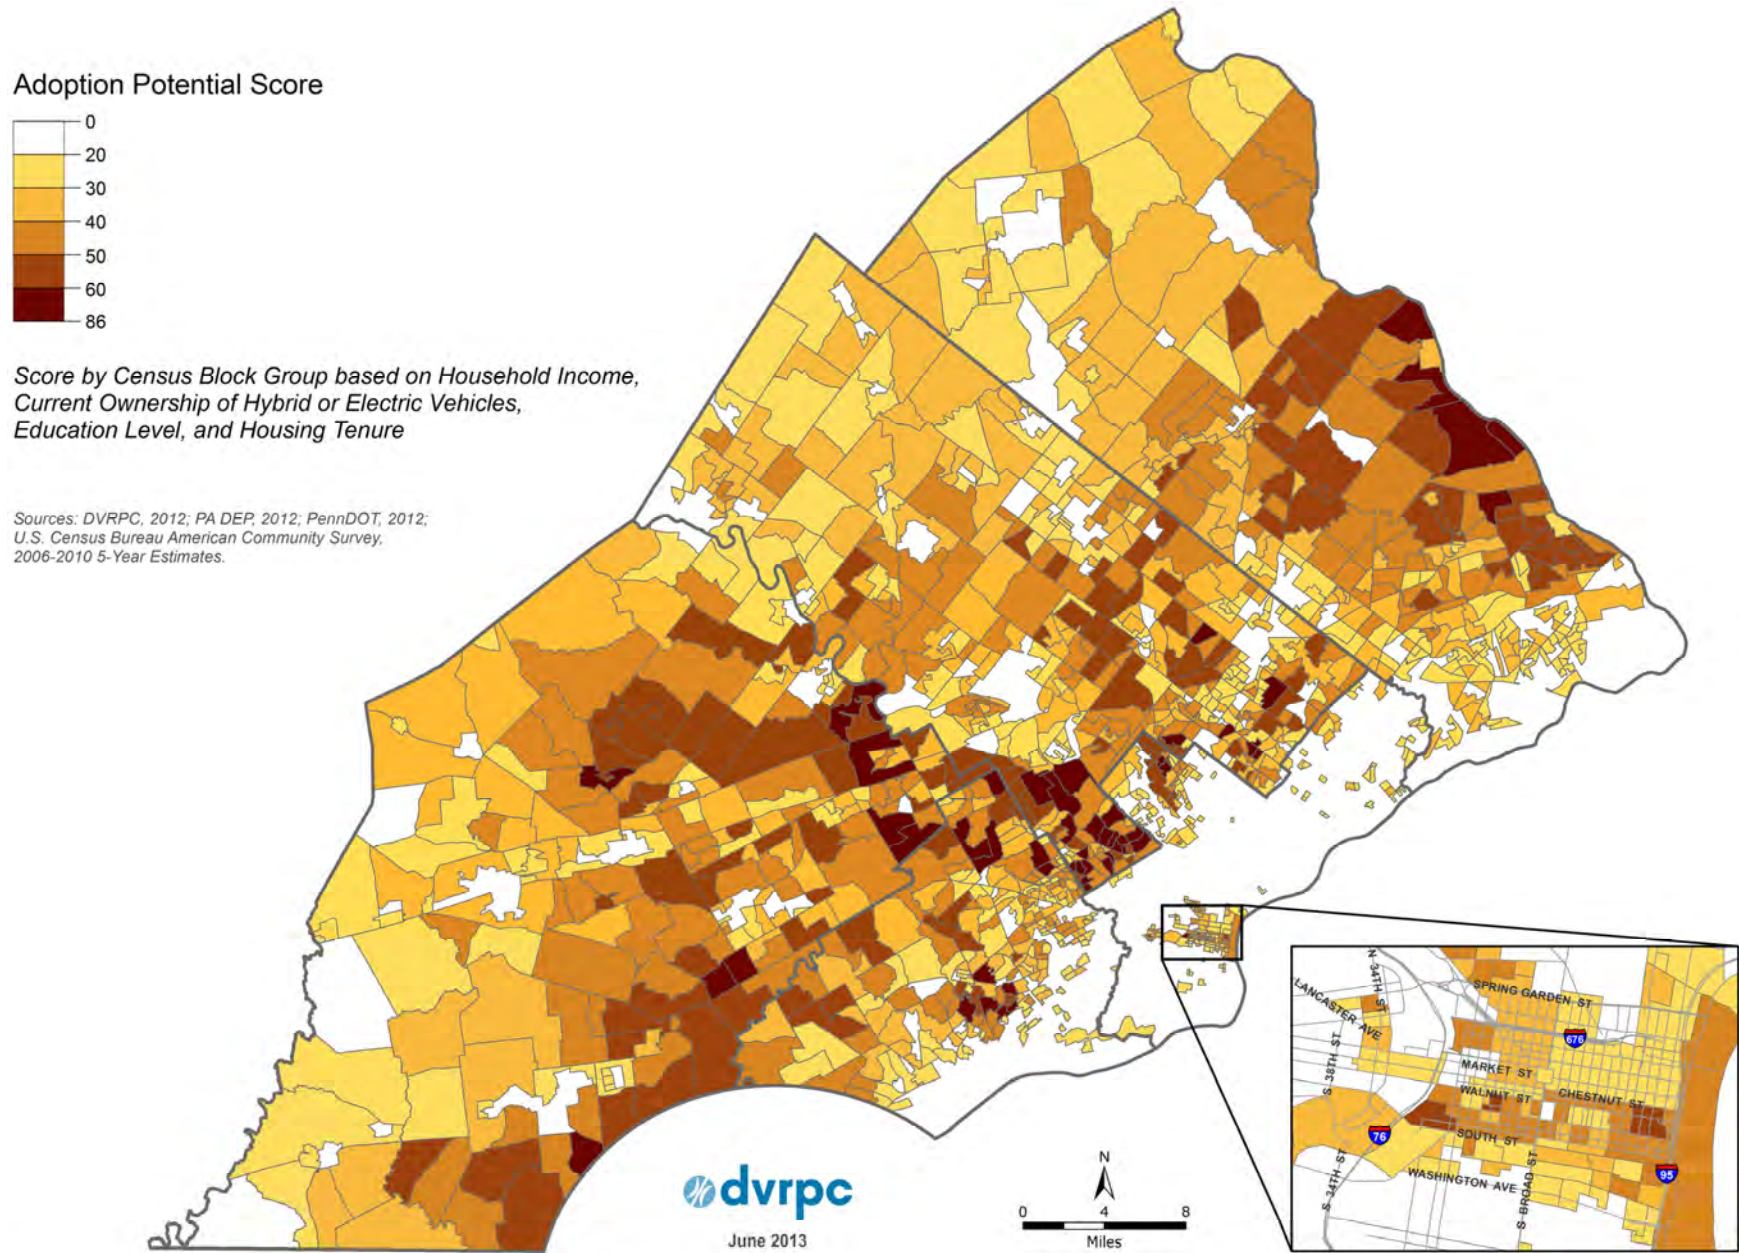 Adoption Potential Score
0
20
30
40
50
60
86
Score by Census Block Group based on Household Income,
Current Ownership of Hybrid or Electric Vehicles,
Education Level, and Housing Tenure
Sources: DVRPC, 2012; PA DEP, 2012; PennDOT, 2012;
U.S. Census Bureau American Community Survey,
2006-2010 5-Year Estimates.
dvrpc
June 2013
N
0 4 8
Miles
N 34TH ST
LANCASTER AVE
SPRING GARDEN ST
676
S 38TH ST
MARKET ST
WALNUT ST
CHESTNUT ST
76
SOUTH ST
95
S 34TH ST
WASHINGTON AVE
S BROAD ST